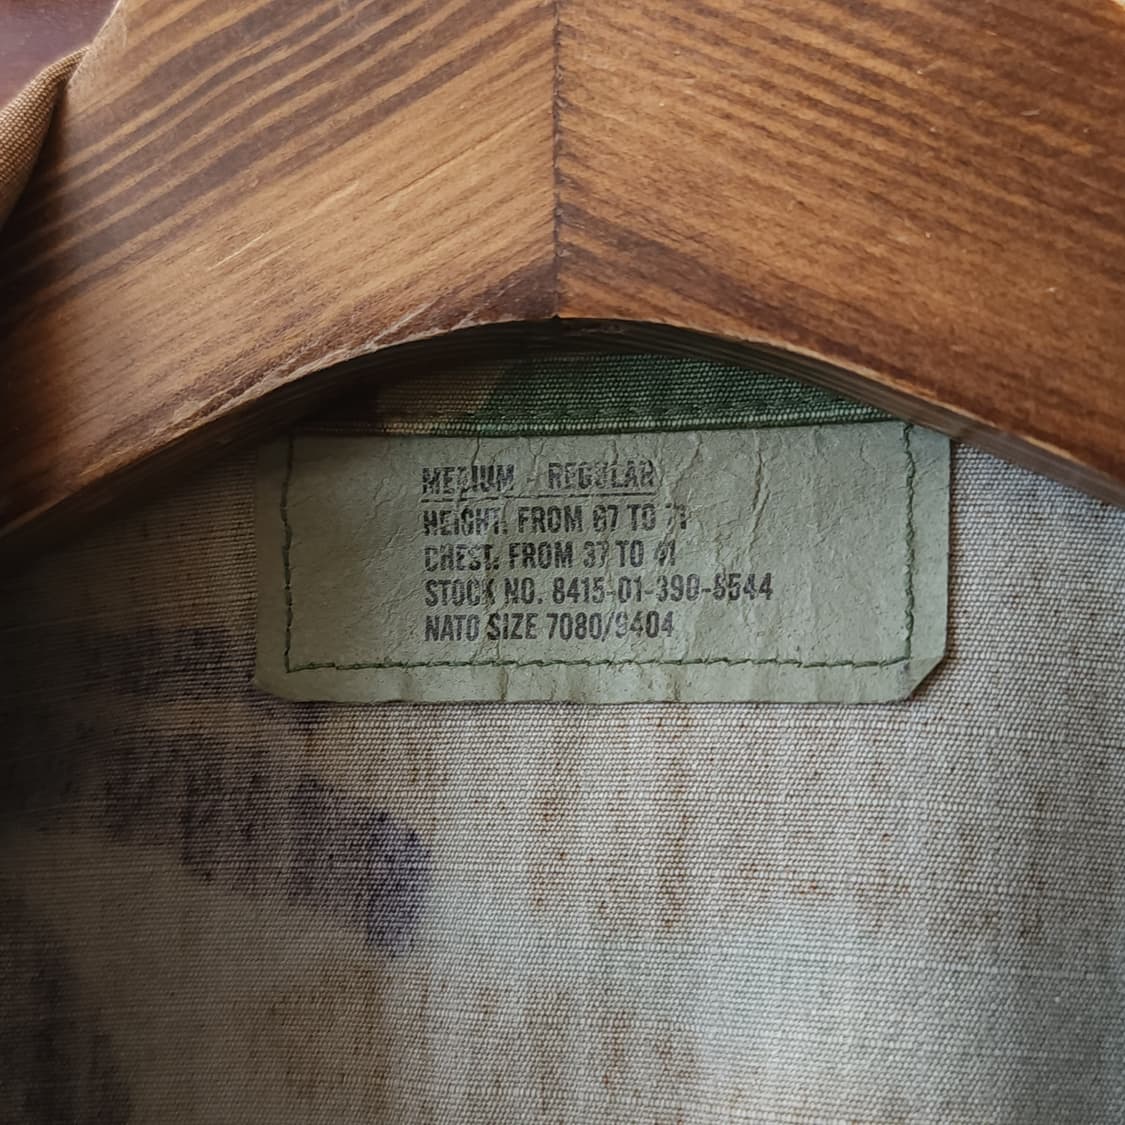 MEDIUM - REGULAR
HEIGHT: FROM 67 TO 71
CHEST: FROM 37 TO 41
STOCK NO. 8415-01-390-8544
NATO SIZE 7080/9404